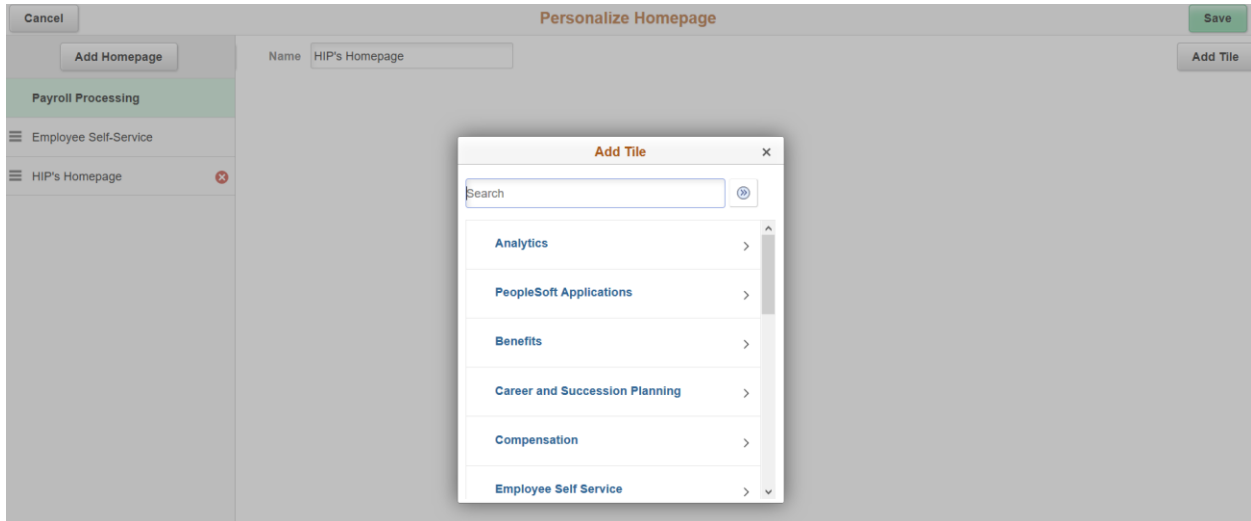 Cancel
Personalize Homepage
Save
Add Homepage
Name HIP's Homepage
Add Tile
Payroll Processing
Employee Self-Service
HIP's Homepage
Add Tile
Search
Analytics
PeopleSoft Applications
Benefits
Career and Succession Planning
Compensation
Employee Self Service